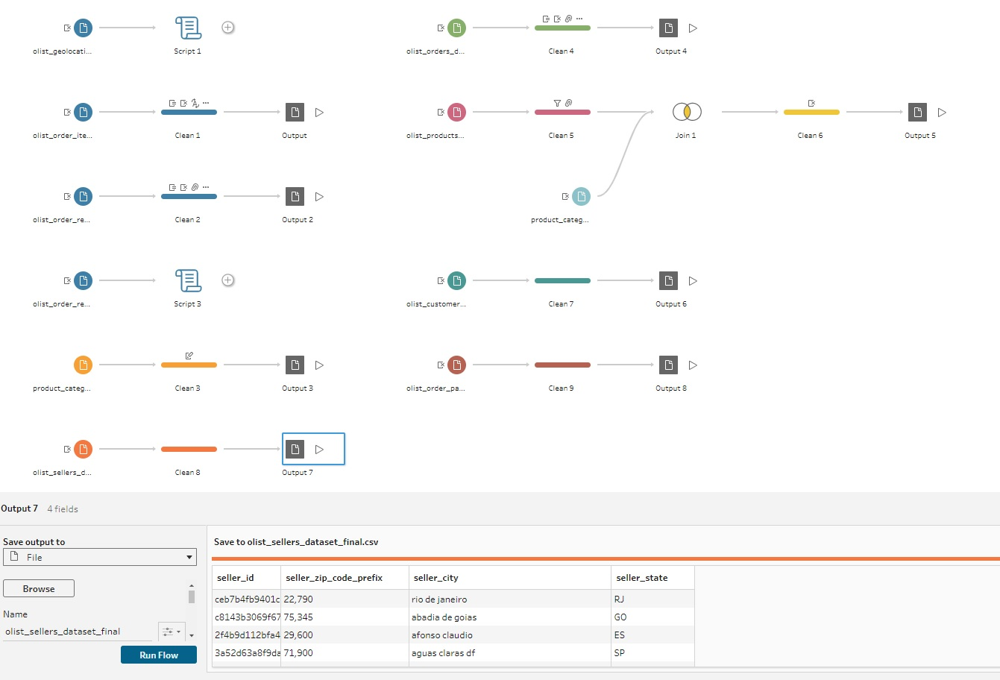 olist_geolocati...
Script 1
olist_orders_d...
Clean 4
Output 4
olist_order_ite...
Clean 1
Output
olist_products...
Clean 5
Join 1
Clean 6
Output 5
olist_order_re...
Clean 2
Output 2
product_categ...
olist_order_re...
Script 3
olist_customer...
Clean 7
Output 6
product_categ...
Clean 3
Output 3
olist_order_pa...
Clean 9
Output 8
olist_sellers_d...
Clean 8
Output 7
Output 7 4 fields
Save output to
File
Browse
Name
olist_sellers_dataset_final
Run Flow
Save to olist_sellers_dataset_final.csv
seller_id seller_zip_code_prefix seller_city seller_state
ceb7b4fb9401c 22,790 rio de janeiro RJ
c8143b3069f67 75,345 abadia de goias GO
2f4b9d112bfa4 29,600 afonso claudio ES
3a52d63a8f9da 71,900 aguas claras df SP